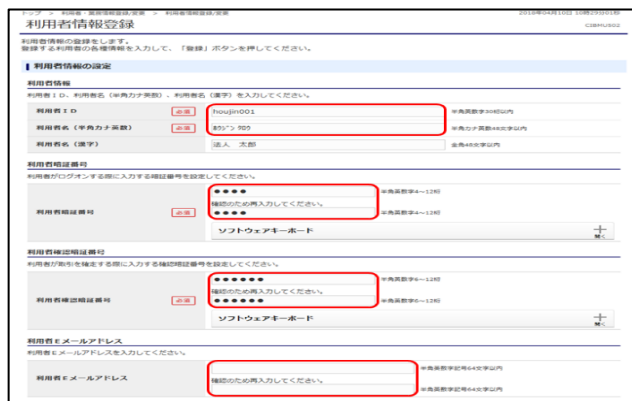 トップ > 利用者・業務情報登録/変更 > 利用者情報登録/変更
2018年04月10日 10時29分01秒
利用者情報登録
CIBMU802
利用者情報の登録をします。
登録する利用者の各種情報を入力して、「登録」ボタンを押してください。
利用者情報の設定
利用者情報
利用者ID、利用者名（半角カナ英数）、利用者名（漢字）を入力してください。
利用者ID 必須 houjin001 半角英数字30桁以内
利用者名（半角カナ英数） 必須 ﾎｳｼﾞﾝ ﾀﾛｳ 半角カナ英数48文字以内
利用者名（漢字） 法人 太郎 全角48文字以内
利用者暗証番号
利用者がログオンする際に入力する暗証番号を設定してください。
●●●● 半角英数字4～12桁
確認のため再入力してください。
利用者暗証番号 必須 ●●●● 半角英数字4～12桁
ソフトウェアキーボード 開く
利用者確認暗証番号
利用者が取引を確定する際に入力する確認暗証番号を設定してください。
●●●●●● 半角英数字6～12桁
確認のため再入力してください。
利用者確認暗証番号 必須 ●●●●●● 半角英数字6～12桁
ソフトウェアキーボード 開く
利用者Eメールアドレス
利用者Eメールアドレスを入力してください。
半角英数字記号64文字以内
利用者Eメールアドレス 確認のため再入力してください。
半角英数字記号64文字以内